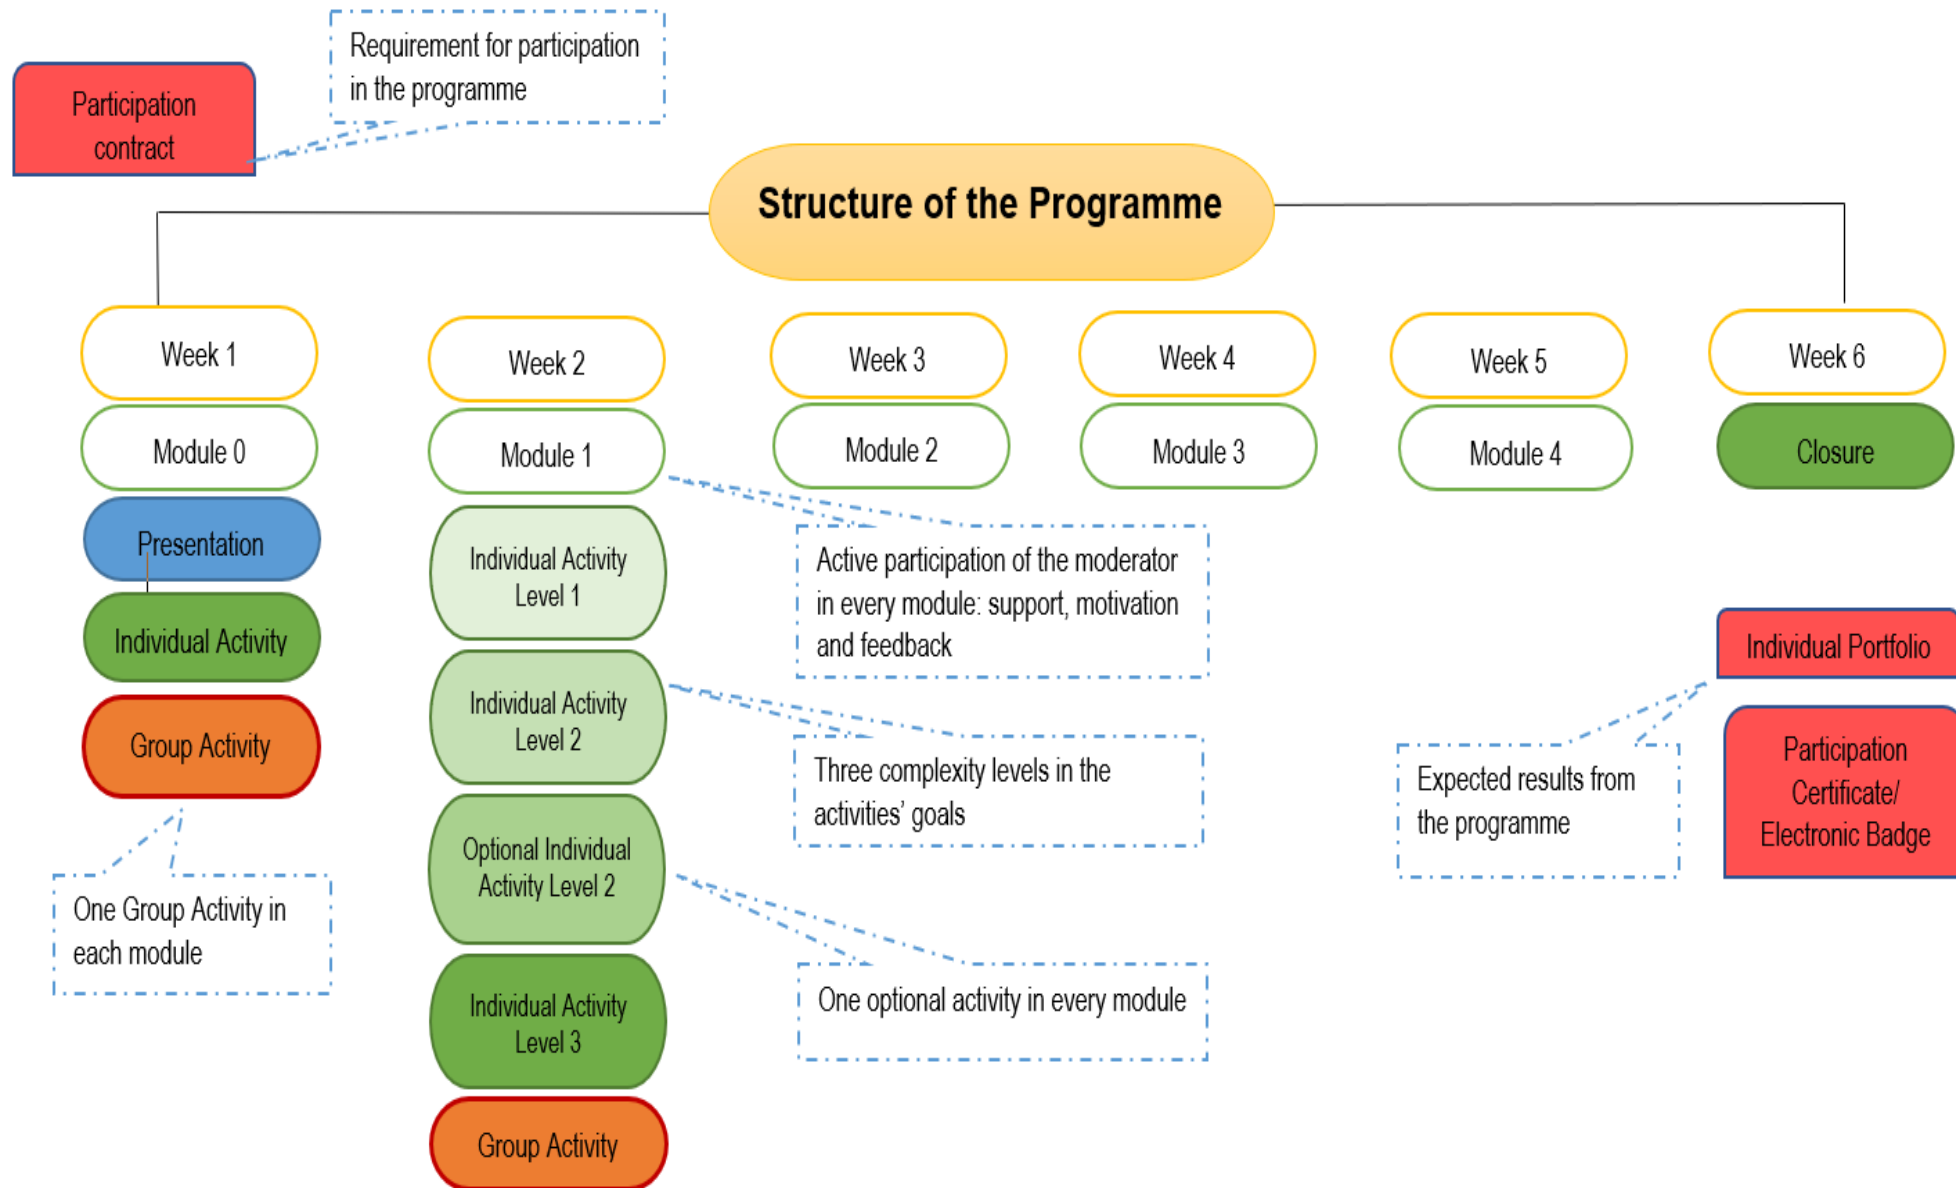 Requirement for participation
in the programme
Participation
contract
Structure of the Programme
Week 1
Week 2
Week 3
Week 4
Week 5
Week 6
Module 0
Module 1
Module 2
Module 3
Module 4
Closure
Presentation
Individual Activity
Group Activity
One Group Activity in
each module
Individual Activity
Level 1
Individual Activity
Level 2
Optional Individual
Activity Level 2
Individual Activity
Level 3
Group Activity
Active participation of the moderator
in every module: support, motivation
and feedback
Three complexity levels in the
activities’ goals
One optional activity in every module
Expected results from
the programme
Individual Portfolio
Participation
Certificate/
Electronic Badge